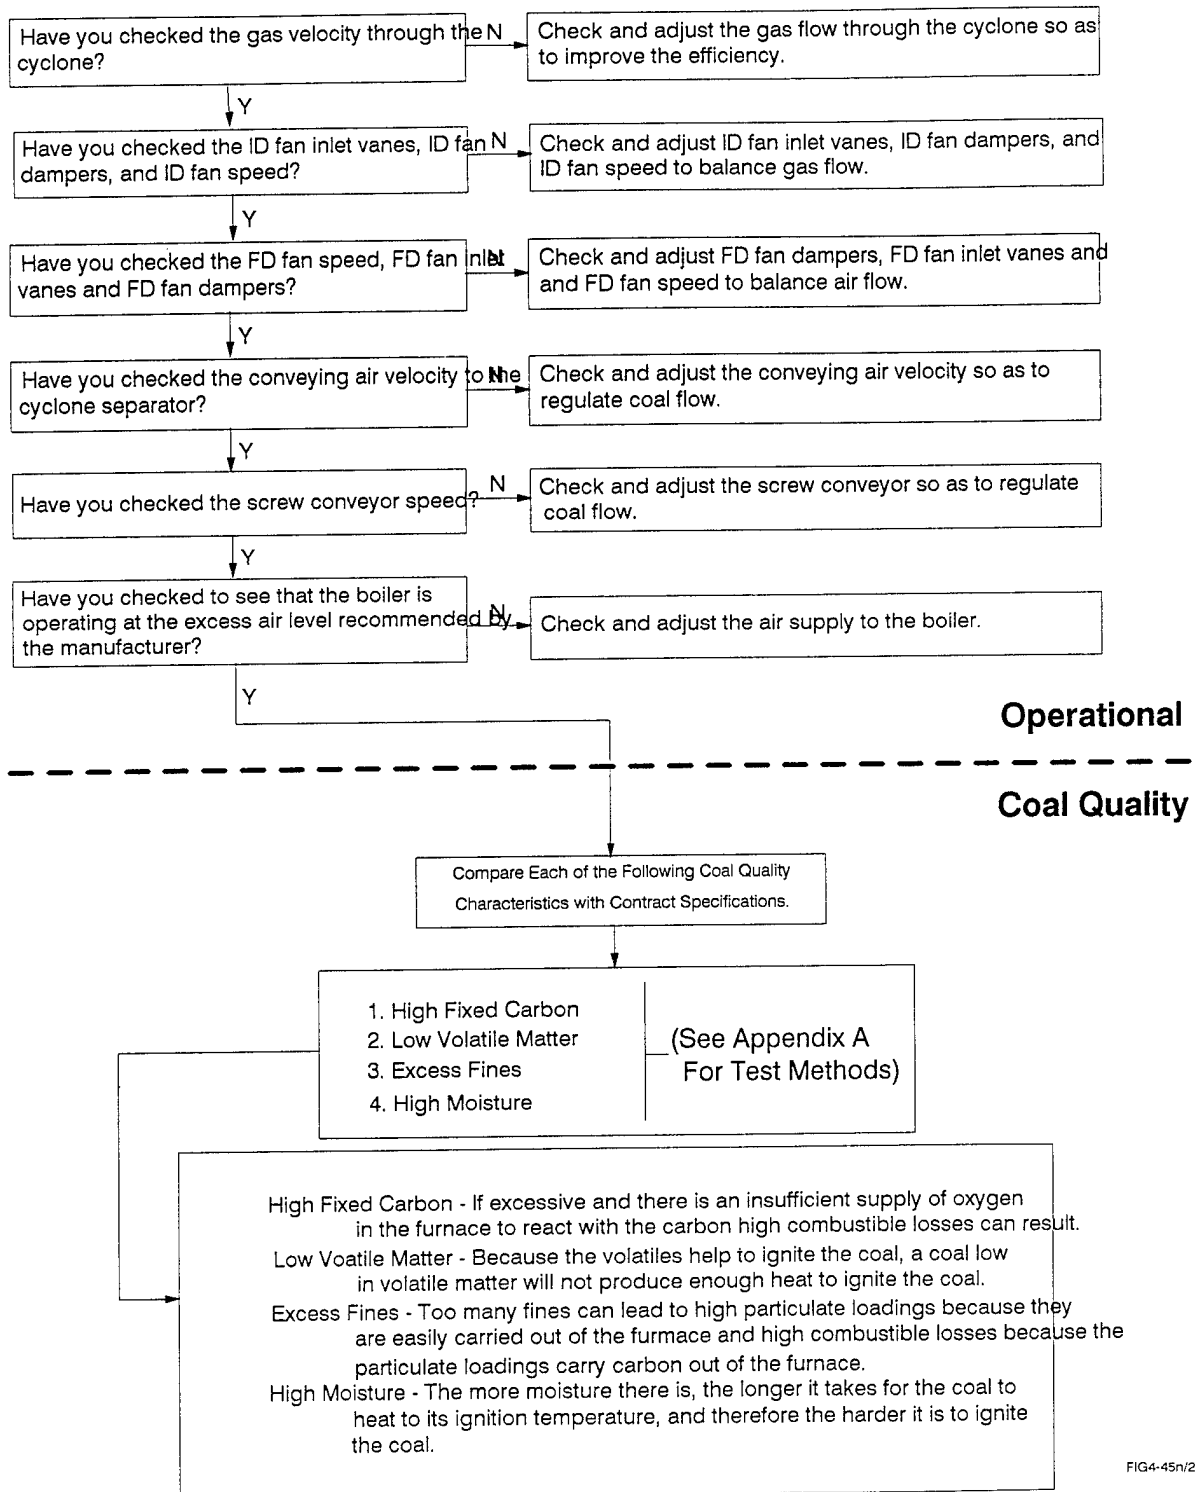 Have you checked the gas velocity through the N
cyclone?
Check and adjust the gas flow through the cyclone so as
to improve the efficiency.
Y
Have you checked the ID fan inlet vanes, ID fan N
dampers, and ID fan speed?
Check and adjust ID fan inlet vanes, ID fan dampers, and
ID fan speed to balance gas flow.
Y
Have you checked the FD fan speed, FD fan inlet
vanes and FD fan dampers?
N
Check and adjust FD fan dampers, FD fan inlet vanes and
and FD fan speed to balance air flow.
Y
Have you checked the conveying air velocity to the
cyclone separator?
N
Check and adjust the conveying air velocity so as to
regulate coal flow.
Y
Have you checked the screw conveyor speed?
N
Check and adjust the screw conveyor so as to regulate
coal flow.
Y
Have you checked to see that the boiler is
operating at the excess air level recommended by
the manufacturer?
N
Check and adjust the air supply to the boiler.
Y
Operational
Coal Quality
Compare Each of the Following Coal Quality
Characteristics with Contract Specifications.
1. High Fixed Carbon
2. Low Volatile Matter
3. Excess Fines
4. High Moisture
(See Appendix A
For Test Methods)
High Fixed Carbon - If excessive and there is an insufficient supply of oxygen
in the furnace to react with the carbon high combustible losses can result.
Low Voatile Matter - Because the volatiles help to ignite the coal, a coal low
in volatile matter will not produce enough heat to ignite the coal.
Excess Fines - Too many fines can lead to high particulate loadings because they
are easily carried out of the furmace and high combustible losses because the
particulate loadings carry carbon out of the furnace.
High Moisture - The more moisture there is, the longer it takes for the coal to
heat to its ignition temperature, and therefore the harder it is to ignite
the coal.
FIG4-45n/2